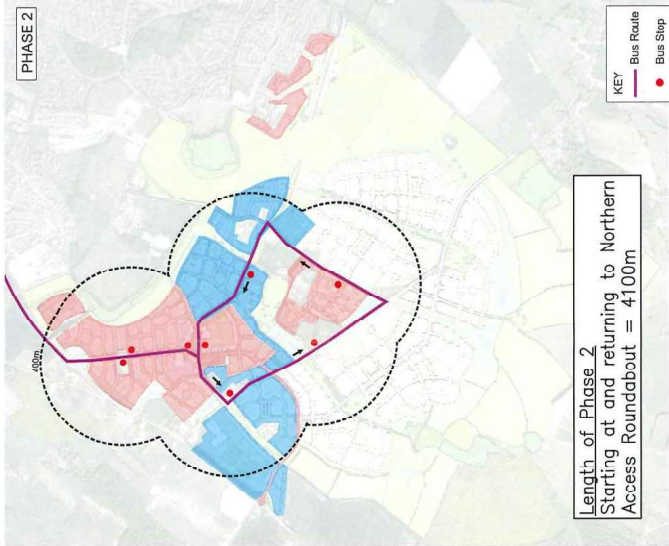 PHASE 2
400m
Length of Phase 2
Starting at and returning to Northern
Access Roundabout = 4100m
KEY
Bus Route
Bus Stop